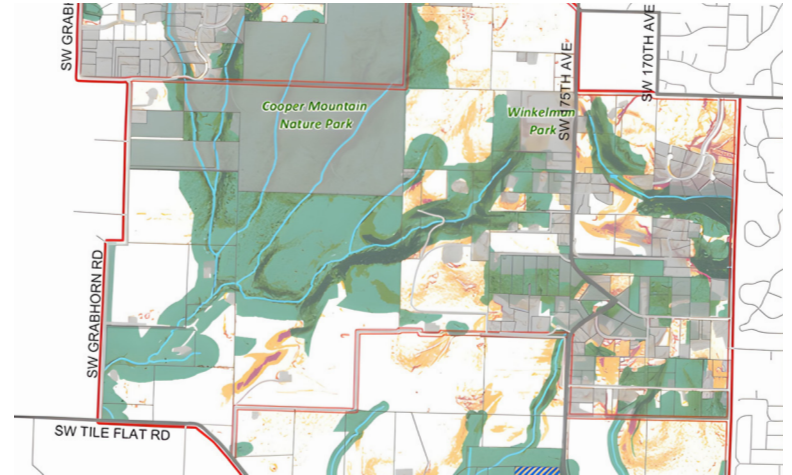 SW GRABH
SW 175TH AVE
SW 170TH AVE
Cooper Mountain
Nature Park
Winkelman
Park
SW GRABHORN RD
SW TILE FLAT RD